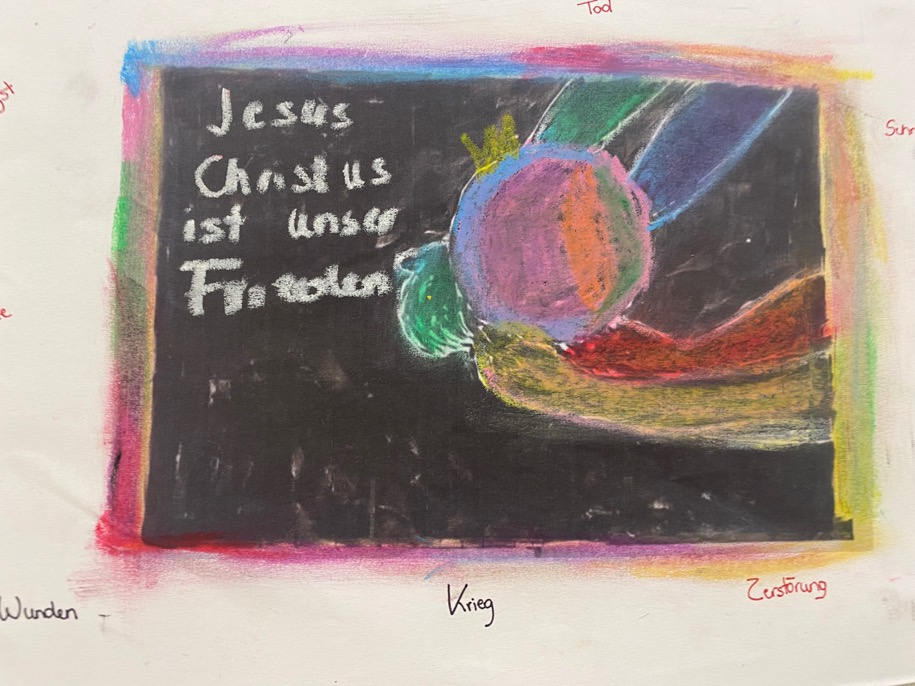 Tod
Jesus
Christus
ist unser
Frieden
Wunden
Krieg
Zerstörung